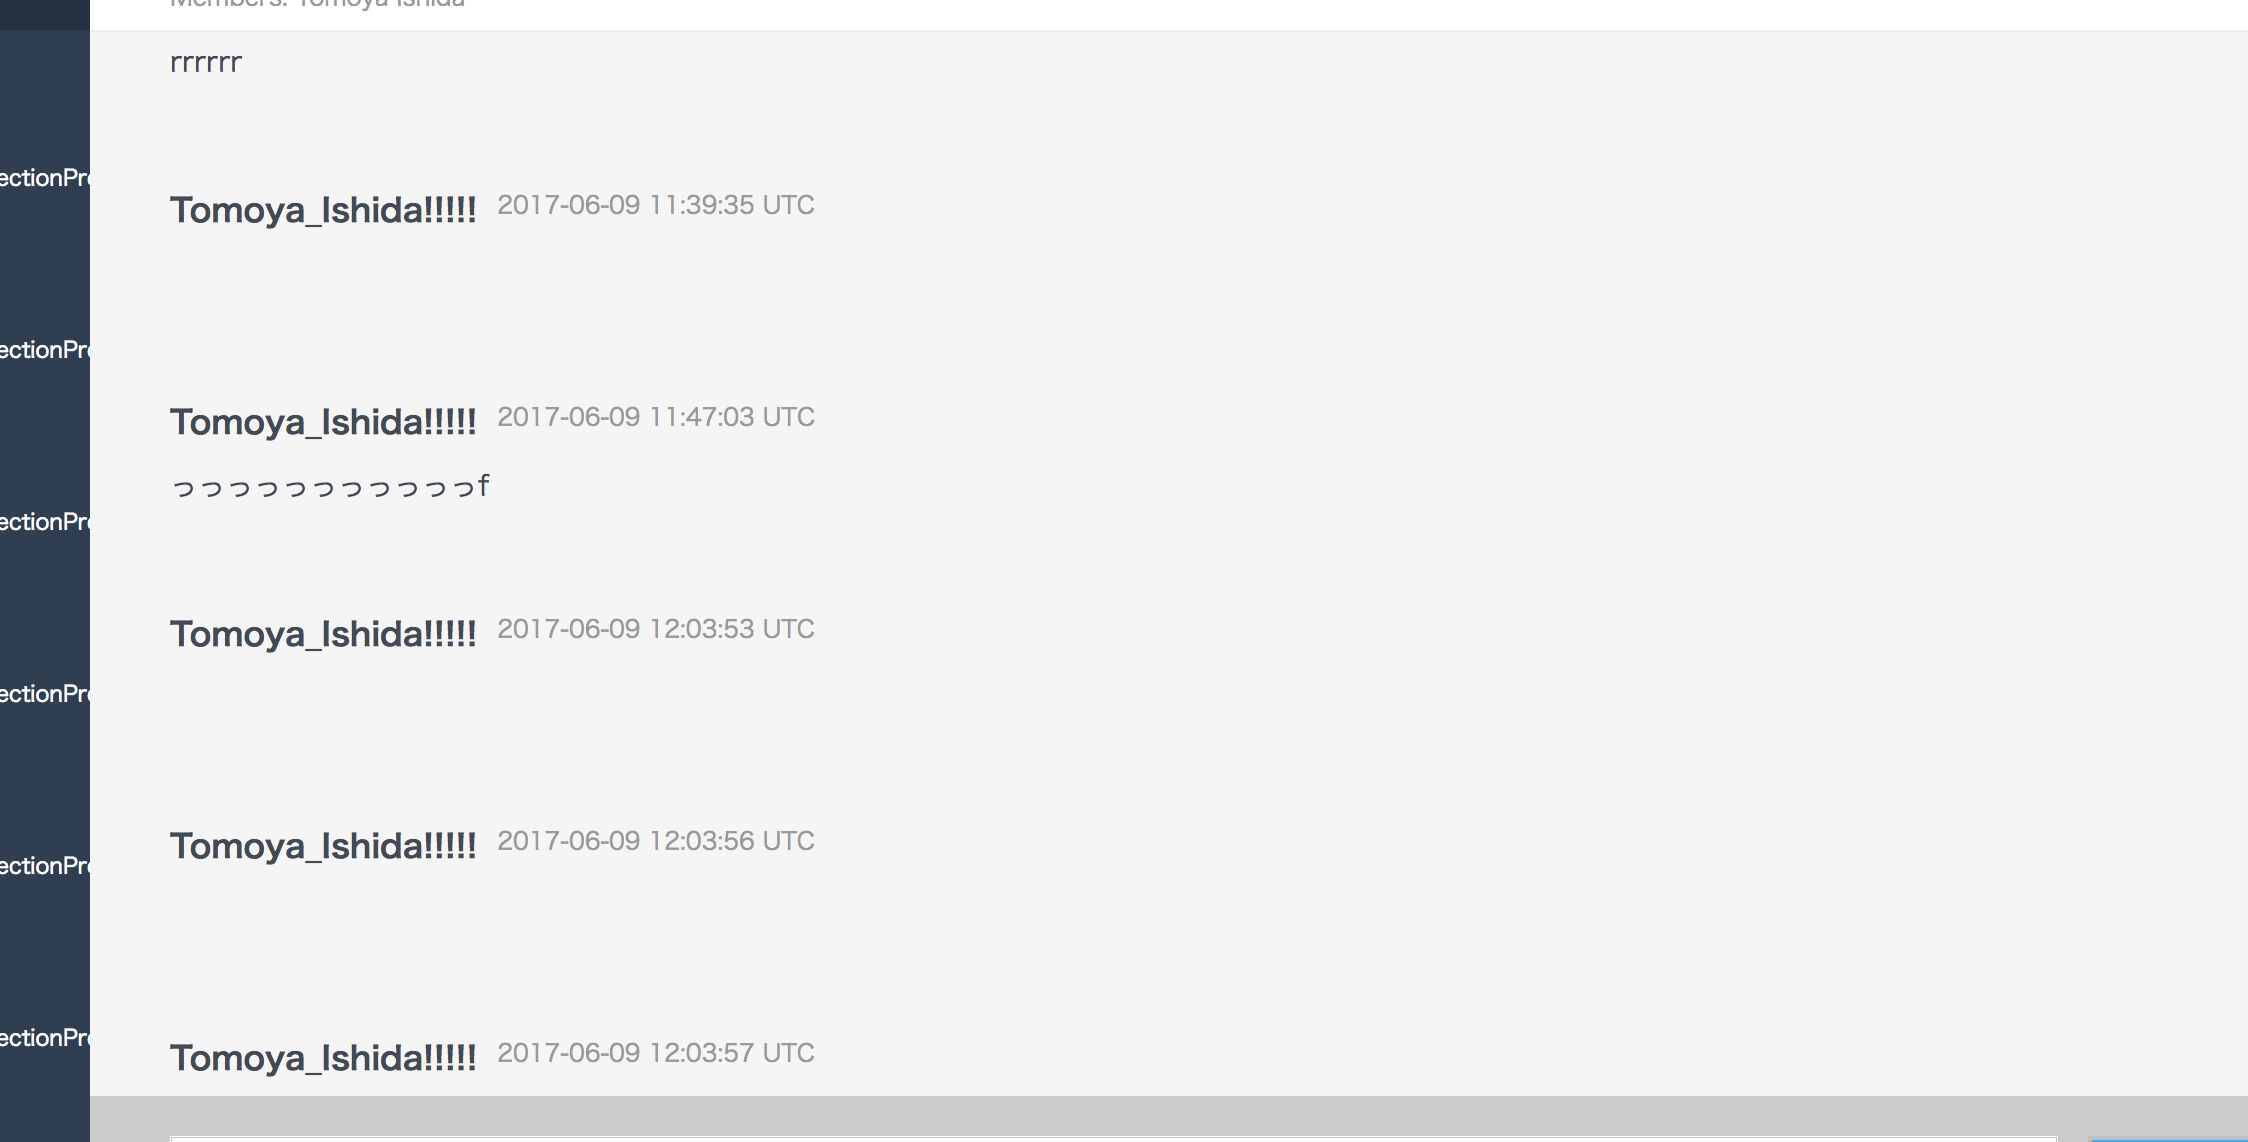 Members: Tomoya Ishida
rrrrrr
ectionPr
Tomoya_Ishida!!!!! 2017-06-09 11:39:35 UTC
ectionPr
Tomoya_Ishida!!!!! 2017-06-09 11:47:03 UTC
っっっっっっっっっっっf
ectionPr
Tomoya_Ishida!!!!! 2017-06-09 12:03:53 UTC
ectionPr
Tomoya_Ishida!!!!! 2017-06-09 12:03:56 UTC
ectionPr
Tomoya_Ishida!!!!! 2017-06-09 12:03:57 UTC
ectionPr